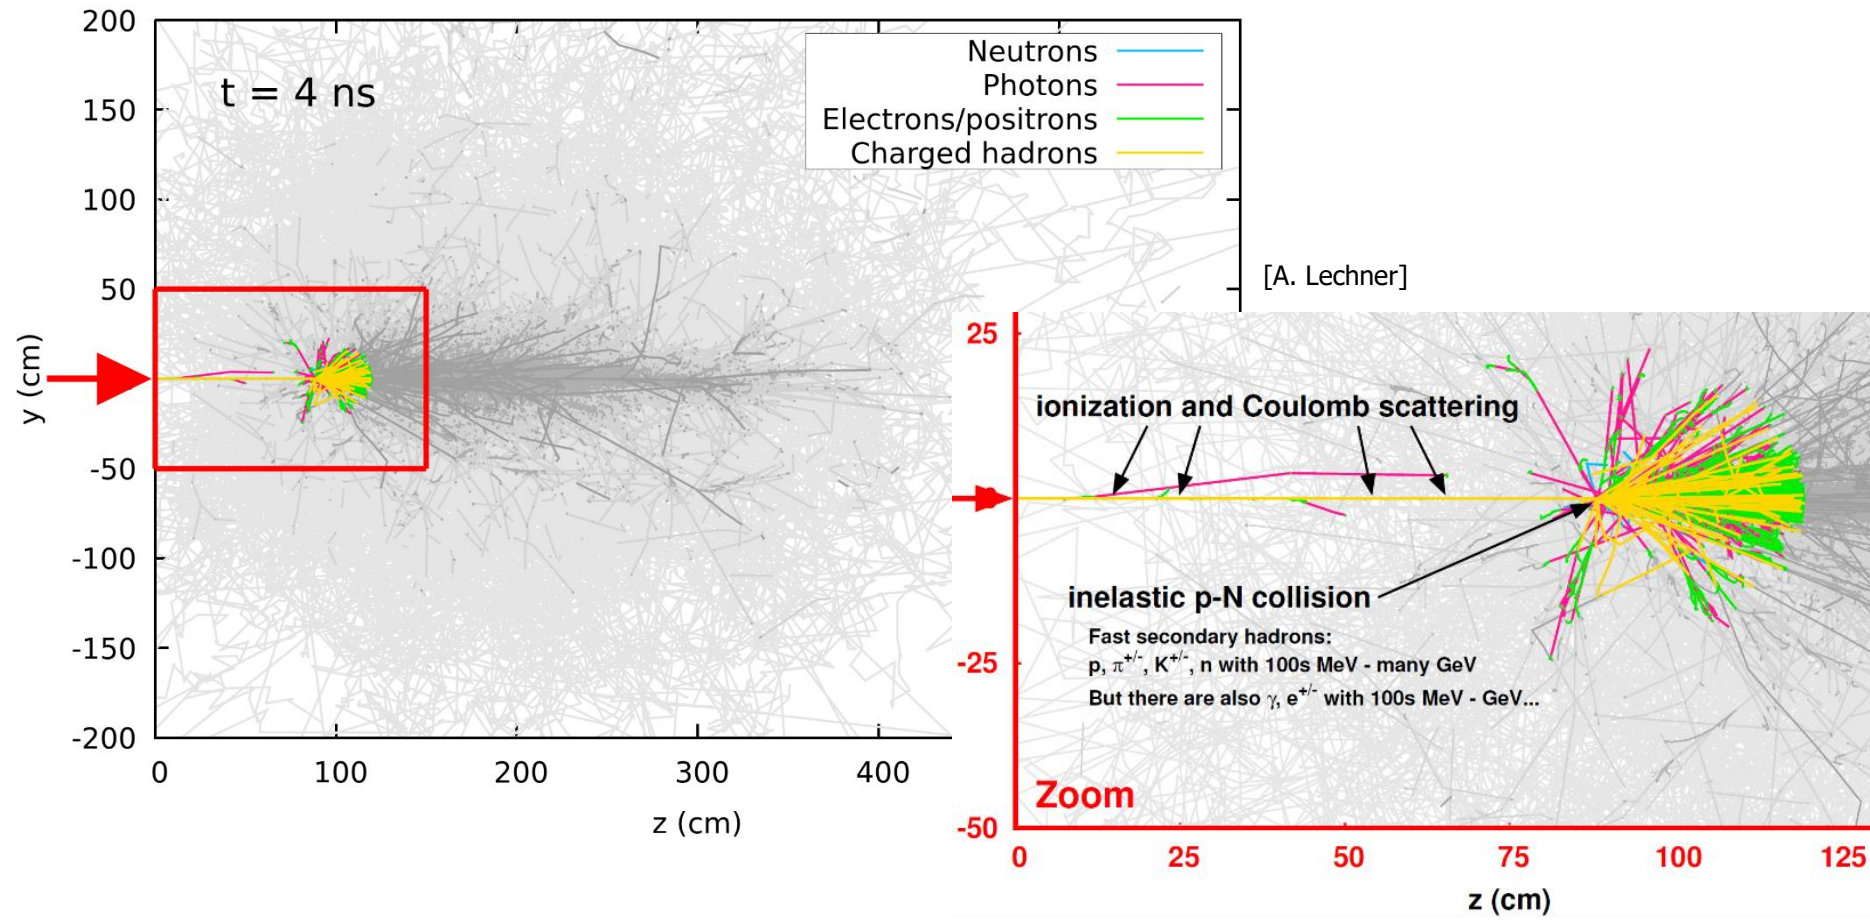 200
150
100
50
-50
-100
-150
-200
y (cm)
t = 4 ns
Neutrons
Photons
Electrons/positrons
Charged hadrons
0 100 200 300 400
z (cm)
[A. Lechner]
25
-25
-50
ionization and Coulomb scattering
inelastic p-N collision
Fast secondary hadrons:
p, π+/-, K+/-, n with 100s MeV - many GeV
But there are also γ, e+/- with 100s MeV - GeV...
Zoom
0 25 50 75 100 125
z (cm)